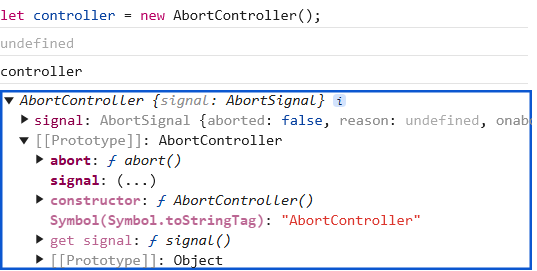 let controller = new AbortController();
undefined
controller
AbortController {signal: AbortSignal} i
signal: AbortSignal {aborted: false, reason: undefined, onab
[[Prototype]]: AbortController
abort: ƒ abort()
signal: (...)
constructor: ƒ AbortController()
Symbol(Symbol.toStringTag): "AbortController"
get signal: ƒ signal()
[[Prototype]]: Object